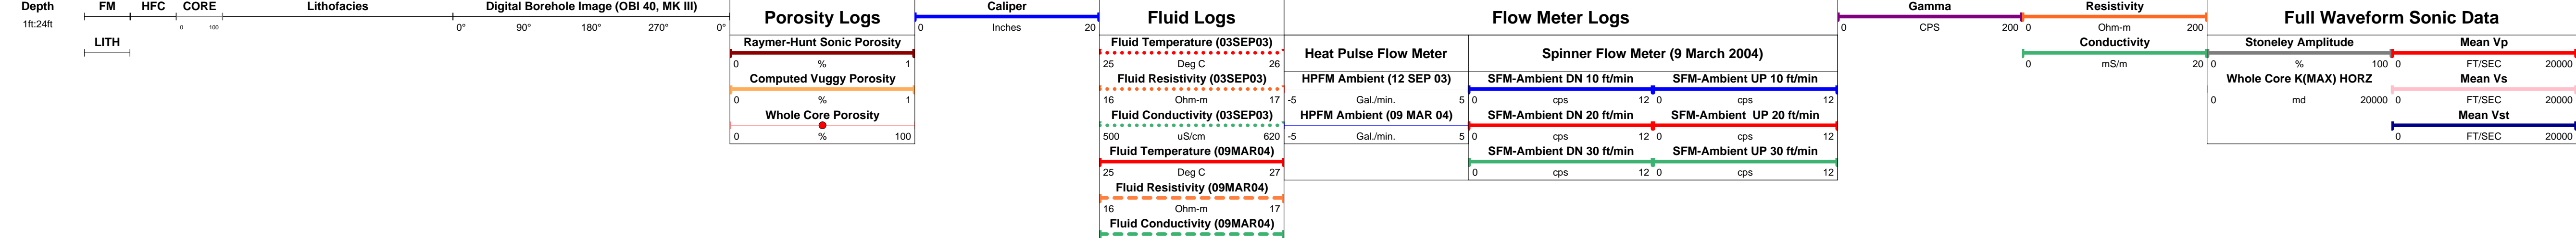 Depth FM HFC CORE Lithofacies Digital Borehole Image (OBI 40, MK III) Porosity Logs Caliper Fluid Logs Flow Meter Logs Gamma Resistivity Full Waveform Sonic Data
1ft:24ft 0 100 0° 90° 180° 270° 0° 0 Inches 20 0 CPS 200 0 Ohm-m 200
LITH Raymer-Hunt Sonic Porosity Fluid Temperature (03SEP03) Heat Pulse Flow Meter Spinner Flow Meter (9 March 2004) Conductivity Stoneley Amplitude Mean Vp
0 % 1 25 Deg C 26 0 mS/m 20 0 % 100 0 FT/SEC 20000
Computed Vuggy Porosity Fluid Resistivity (03SEP03) HPFM Ambient (12 SEP 03) SFM-Ambient DN 10 ft/min SFM-Ambient UP 10 ft/min Whole Core K(MAX) HORZ Mean Vs
0 % 1 16 Ohm-m 17 -5 Gal./min. 5 0 cps 12 0 cps 12 0 md 20000 0 FT/SEC 20000
Whole Core Porosity Fluid Conductivity (03SEP03) HPFM Ambient (09 MAR 04) SFM-Ambient DN 20 ft/min SFM-Ambient UP 20 ft/min Mean Vst
0 % 100 500 uS/cm 620 -5 Gal./min. 5 0 cps 12 0 cps 12 0 FT/SEC 20000
Fluid Temperature (09MAR04) SFM-Ambient DN 30 ft/min SFM-Ambient UP 30 ft/min
25 Deg C 27 0 cps 12 0 cps 12
Fluid Resistivity (09MAR04)
16 Ohm-m 17
Fluid Conductivity (09MAR04)